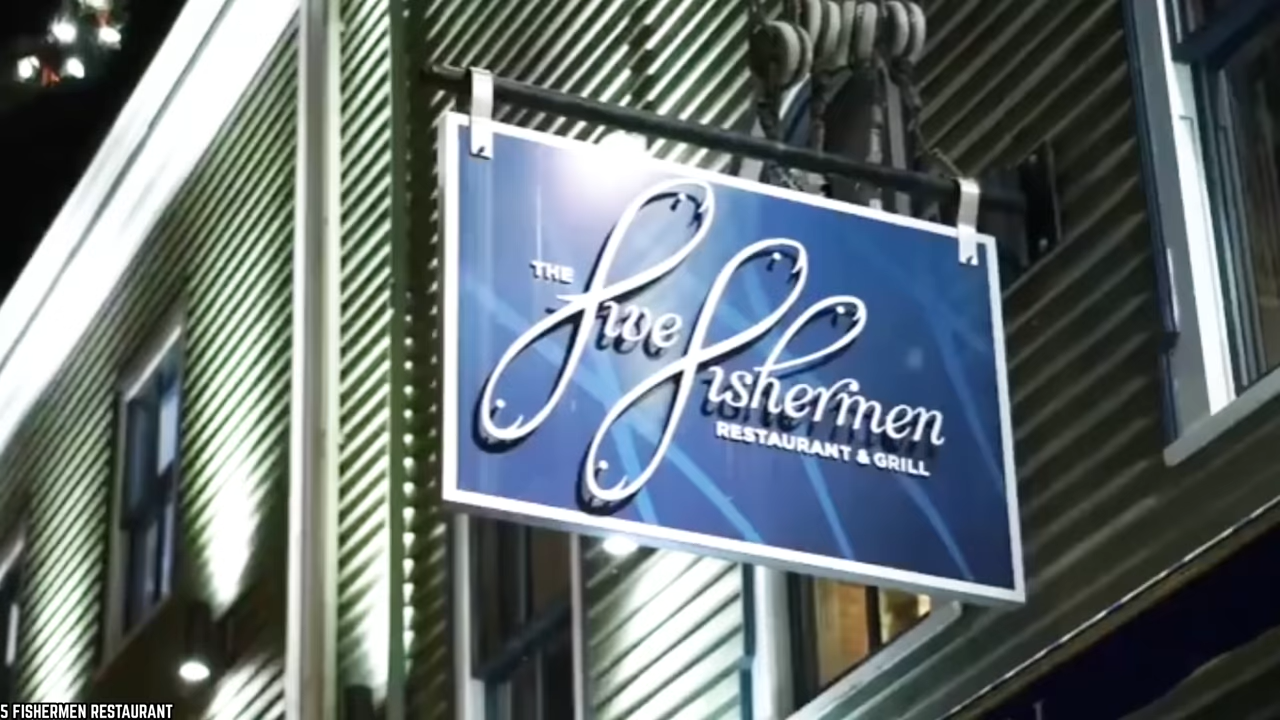 THE
Five
Fishermen
RESTAURANT & GRILL
5 FISHERMEN RESTAURANT